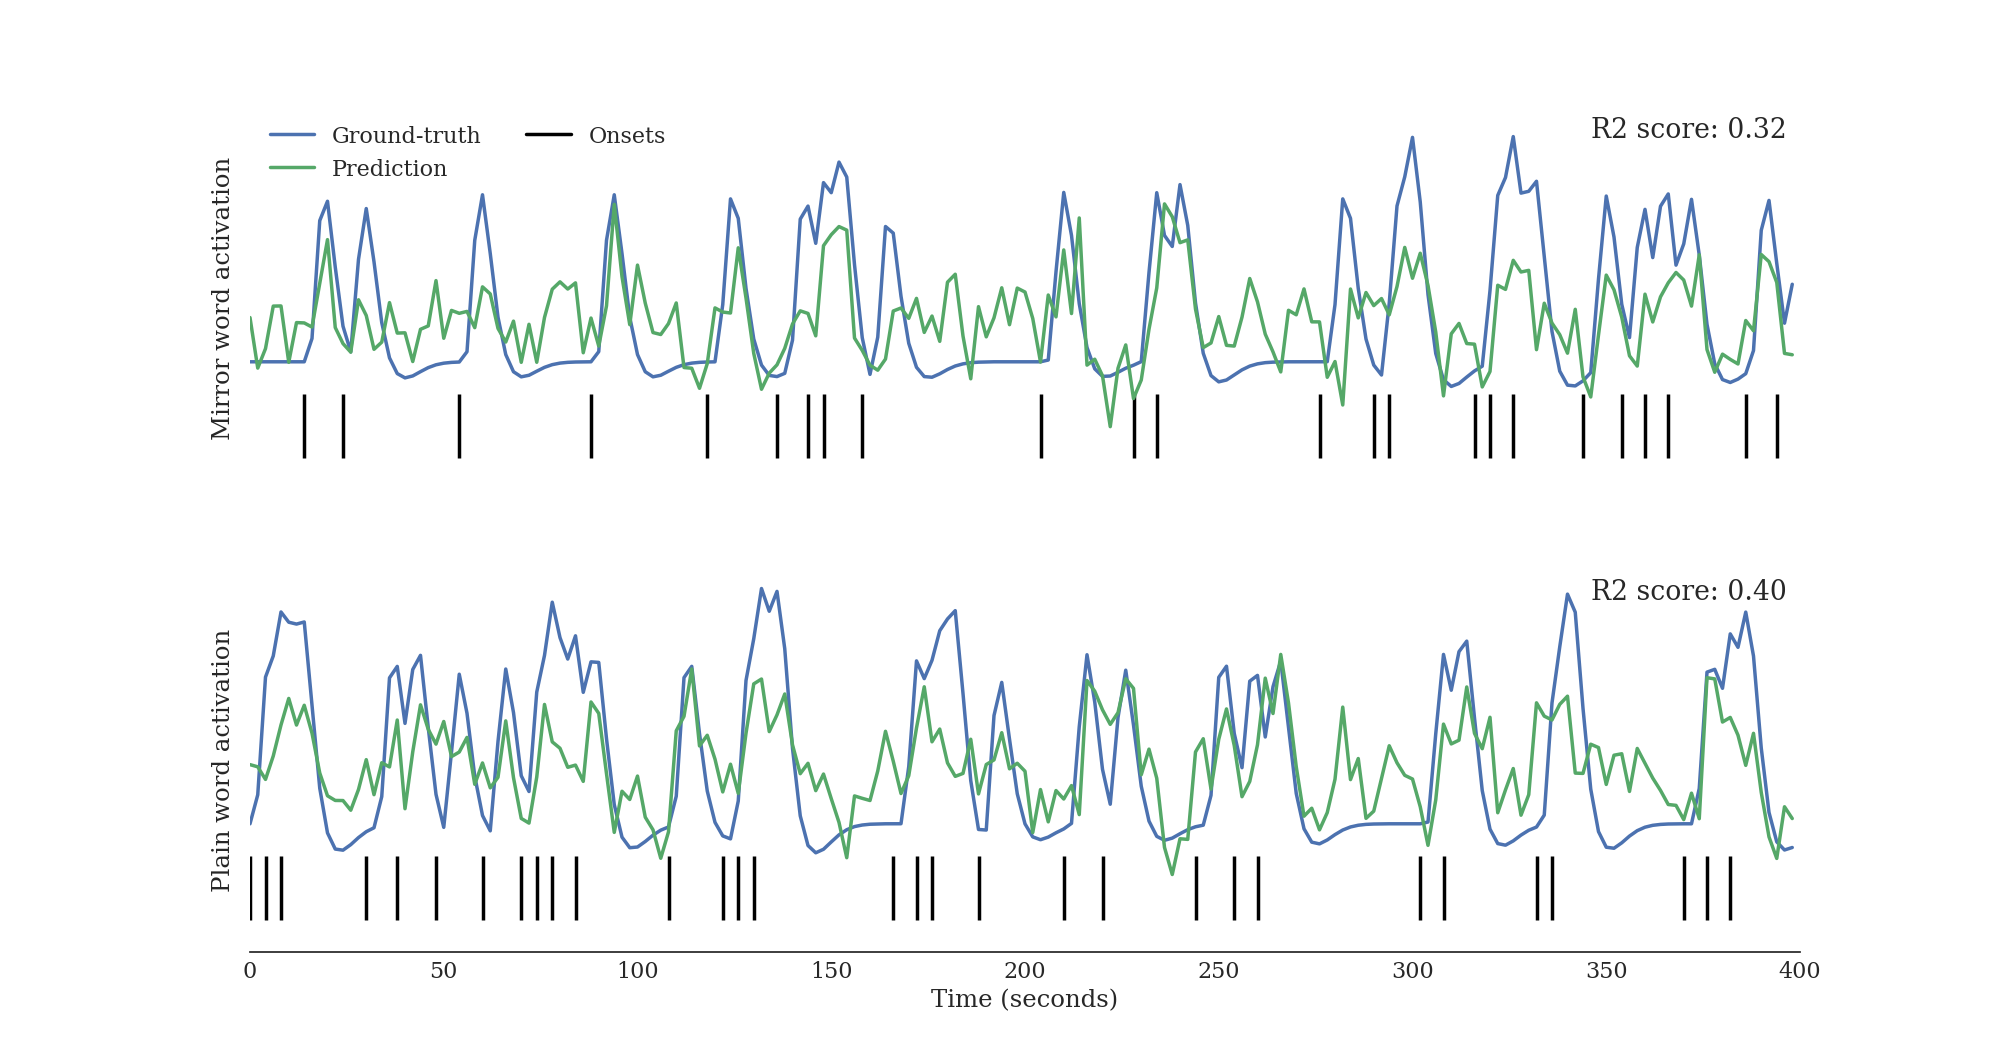 Ground-truth
Onsets
Prediction
R2 score: 0.32
Mirror word activation
R2 score: 0.40
Plain word activation
0 50 100 150 200 250 300 350 400
Time (seconds)